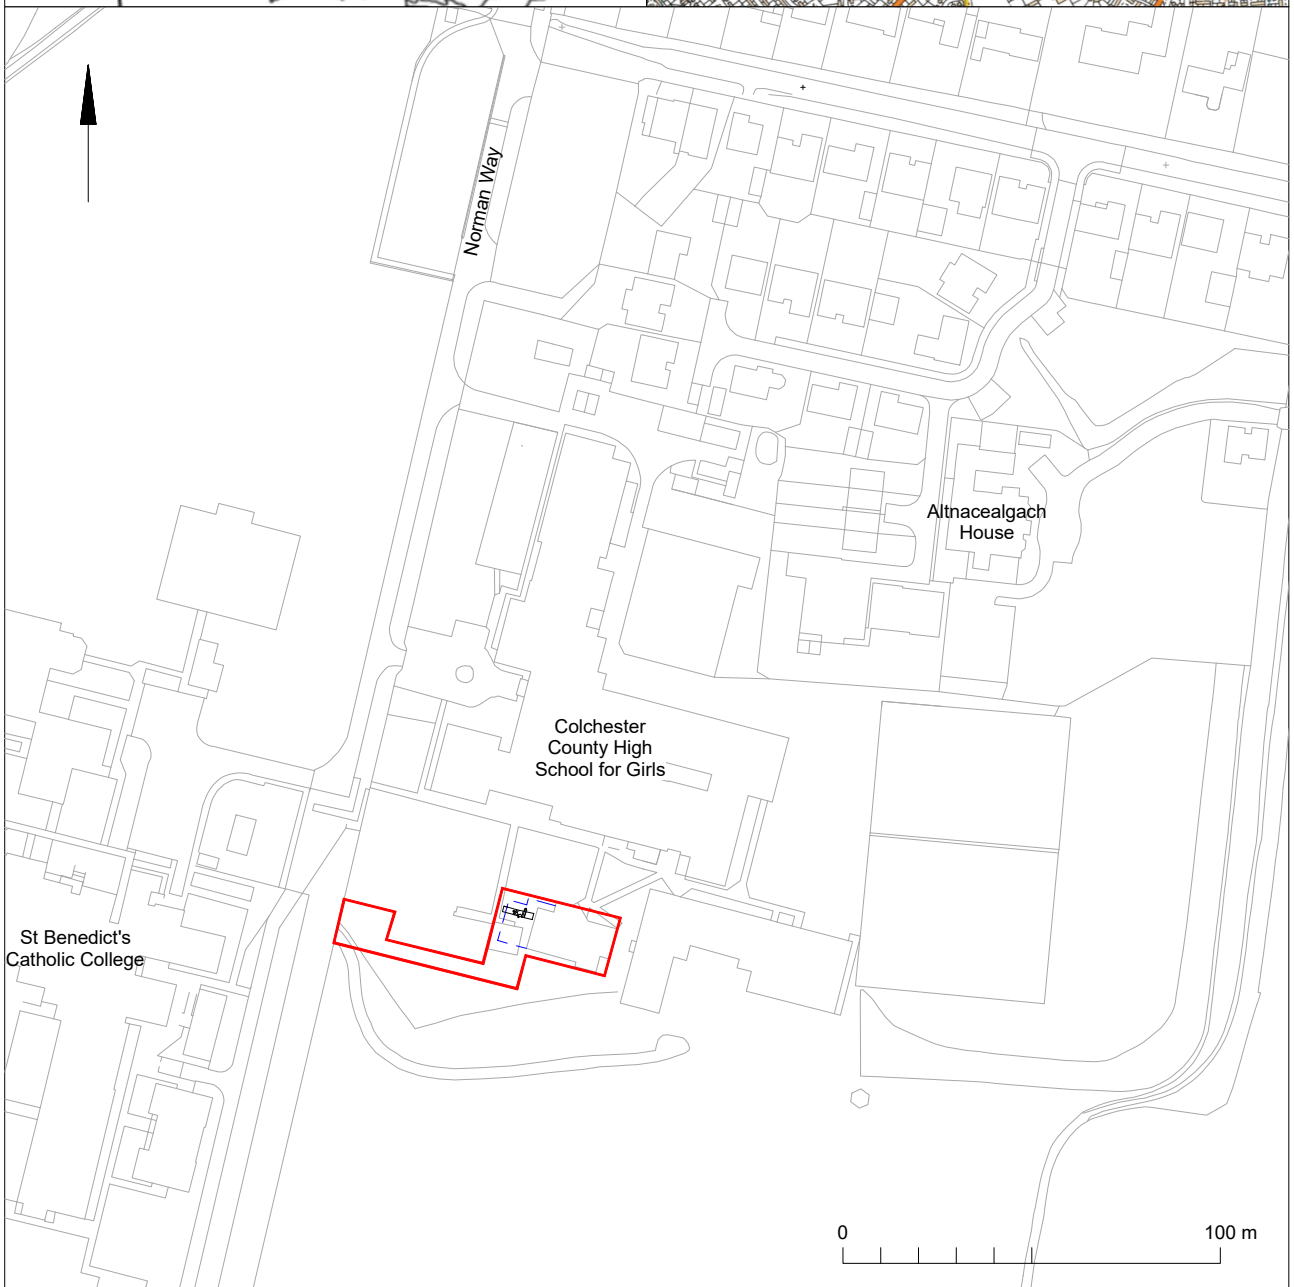 Norman Way
Altnacealgach
House
Colchester
County High
School for Girls
St Benedict's
Catholic College
0 100 m